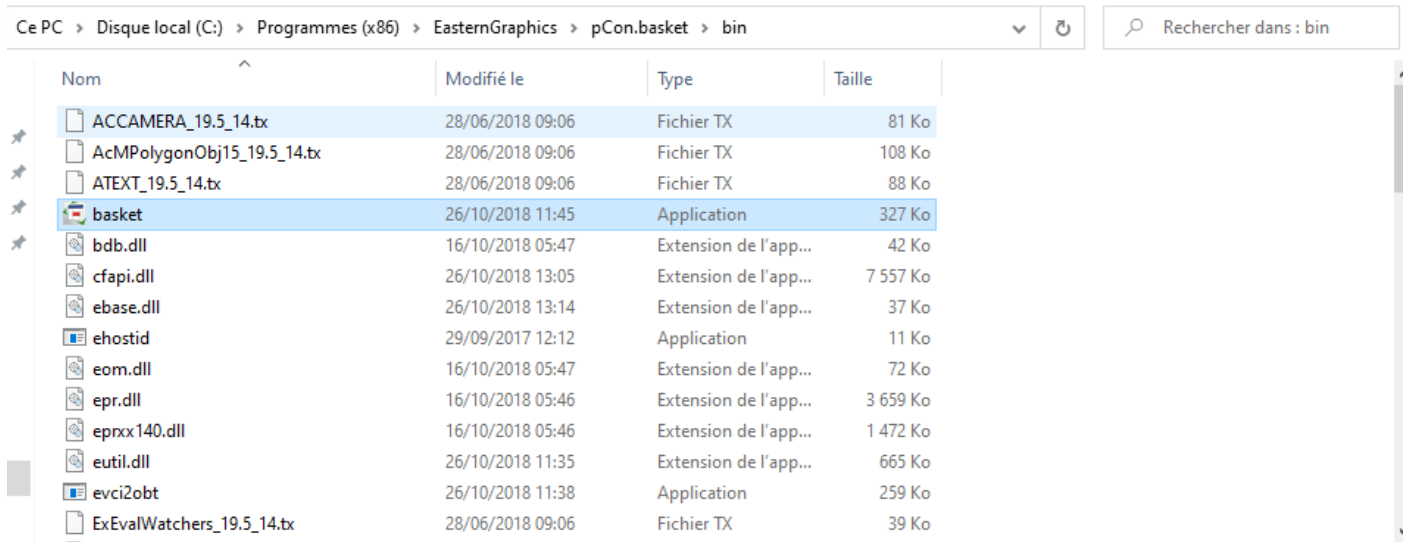 Ce PC > Disque local (C:) > Programmes (x86) > EasternGraphics > pCon.basket > bin Rechercher dans : bin
Nom Modifié le Type Taille
ACCAMERA_19.5_14.tx 28/06/2018 09:06 Fichier TX 81 Ko
AcMPolygonObj15_19.5_14.tx 28/06/2018 09:06 Fichier TX 108 Ko
ATEXT_19.5_14.tx 28/06/2018 09:06 Fichier TX 88 Ko
basket 26/10/2018 11:45 Application 327 Ko
bdb.dll 16/10/2018 05:47 Extension de l'app... 42 Ko
cfapi.dll 26/10/2018 13:05 Extension de l'app... 7 557 Ko
ebase.dll 26/10/2018 13:14 Extension de l'app... 37 Ko
ehostid 29/09/2017 12:12 Application 11 Ko
eom.dll 16/10/2018 05:47 Extension de l'app... 72 Ko
epr.dll 16/10/2018 05:46 Extension de l'app... 3 659 Ko
eprxx140.dll 16/10/2018 05:46 Extension de l'app... 1 472 Ko
eutil.dll 26/10/2018 11:35 Extension de l'app... 665 Ko
evci2obt 26/10/2018 11:38 Application 259 Ko
ExEvalWatchers_19.5_14.tx 28/06/2018 09:06 Fichier TX 39 Ko